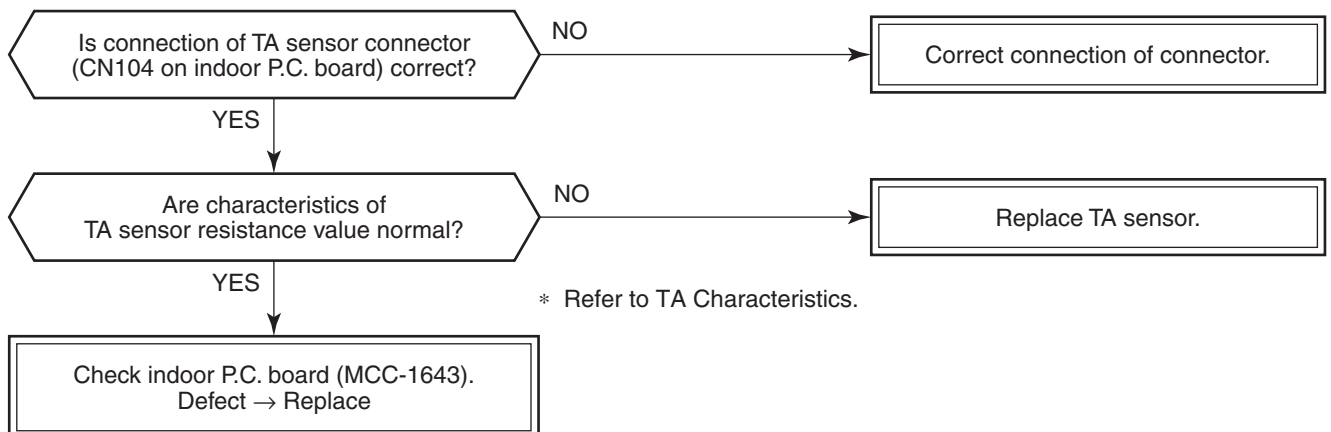 Is connection of TA sensor connector
(CN104 on indoor P.C. board) correct?
NO
Correct connection of connector.
YES
Are characteristics of
TA sensor resistance value normal?
NO
Replace TA sensor.
YES
* Refer to TA Characteristics.
Check indoor P.C. board (MCC-1643).
Defect → Replace